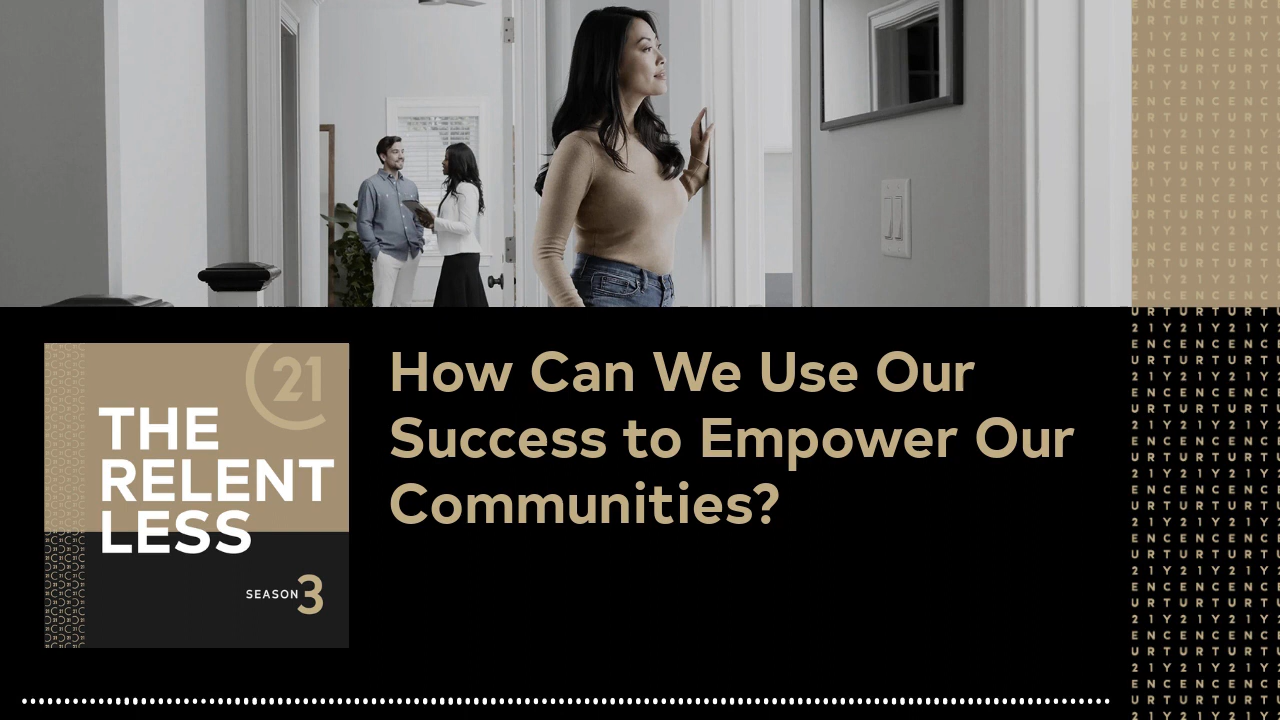 21
THE
RELENT
LESS
SEASON 3
How Can We Use Our
Success to Empower Our
Communities?